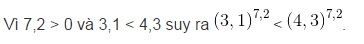 Vì 7,2 > 0 và 3,1 < 4,3 suy ra (3,1)^{7,2} < (4,3)^{7,2}.